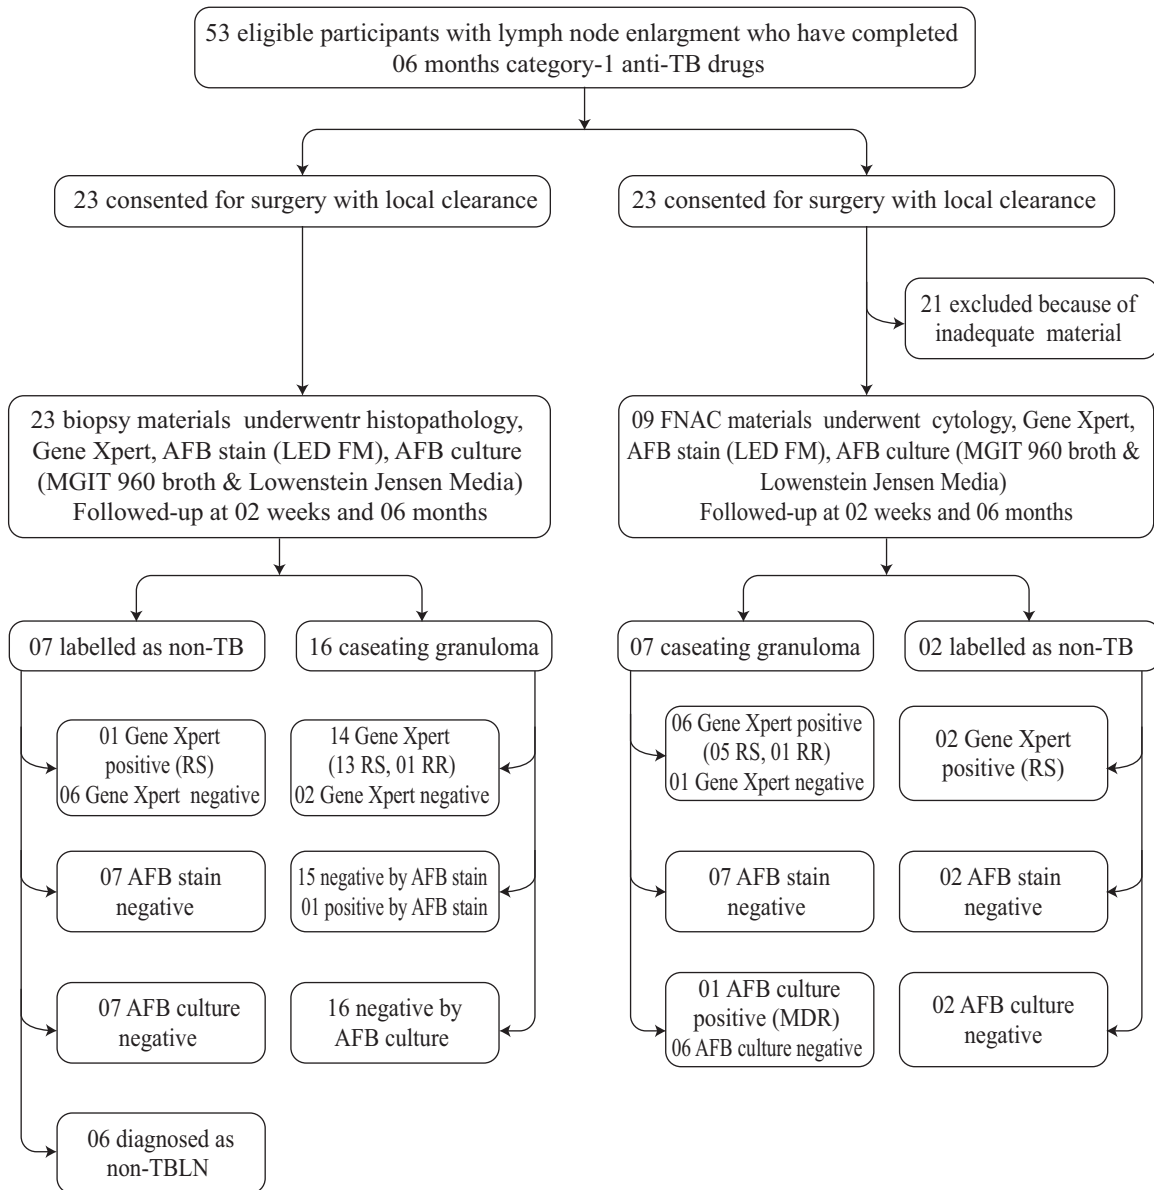 53 eligible participants with lymph node enlargment who have completed
06 months category-1 anti-TB drugs
23 consented for surgery with local clearance
23 consented for surgery with local clearance
21 excluded because of
inadequate material
23 biopsy materials underwentr histopathology,
Gene Xpert, AFB stain (LED FM), AFB culture
(MGIT 960 broth & Lowenstein Jensen Media)
Followed-up at 02 weeks and 06 months
09 FNAC materials underwent cytology, Gene Xpert,
AFB stain (LED FM), AFB culture (MGIT 960 broth &
Lowenstein Jensen Media)
Followed-up at 02 weeks and 06 months
07 labelled as non-TB
16 caseating granuloma
07 caseating granuloma
02 labelled as non-TB
01 Gene Xpert
positive (RS)
06 Gene Xpert negative
14 Gene Xpert
(13 RS, 01 RR)
02 Gene Xpert negative
06 Gene Xpert positive
(05 RS, 01 RR)
01 Gene Xpert negative
02 Gene Xpert
positive (RS)
07 AFB stain
negative
15 negative by AFB stain
01 positive by AFB stain
07 AFB stain
negative
02 AFB stain
negative
07 AFB culture
negative
16 negative by
AFB culture
01 AFB culture
positive (MDR)
06 AFB culture negative
02 AFB culture
negative
06 diagnosed as
non-TBLN